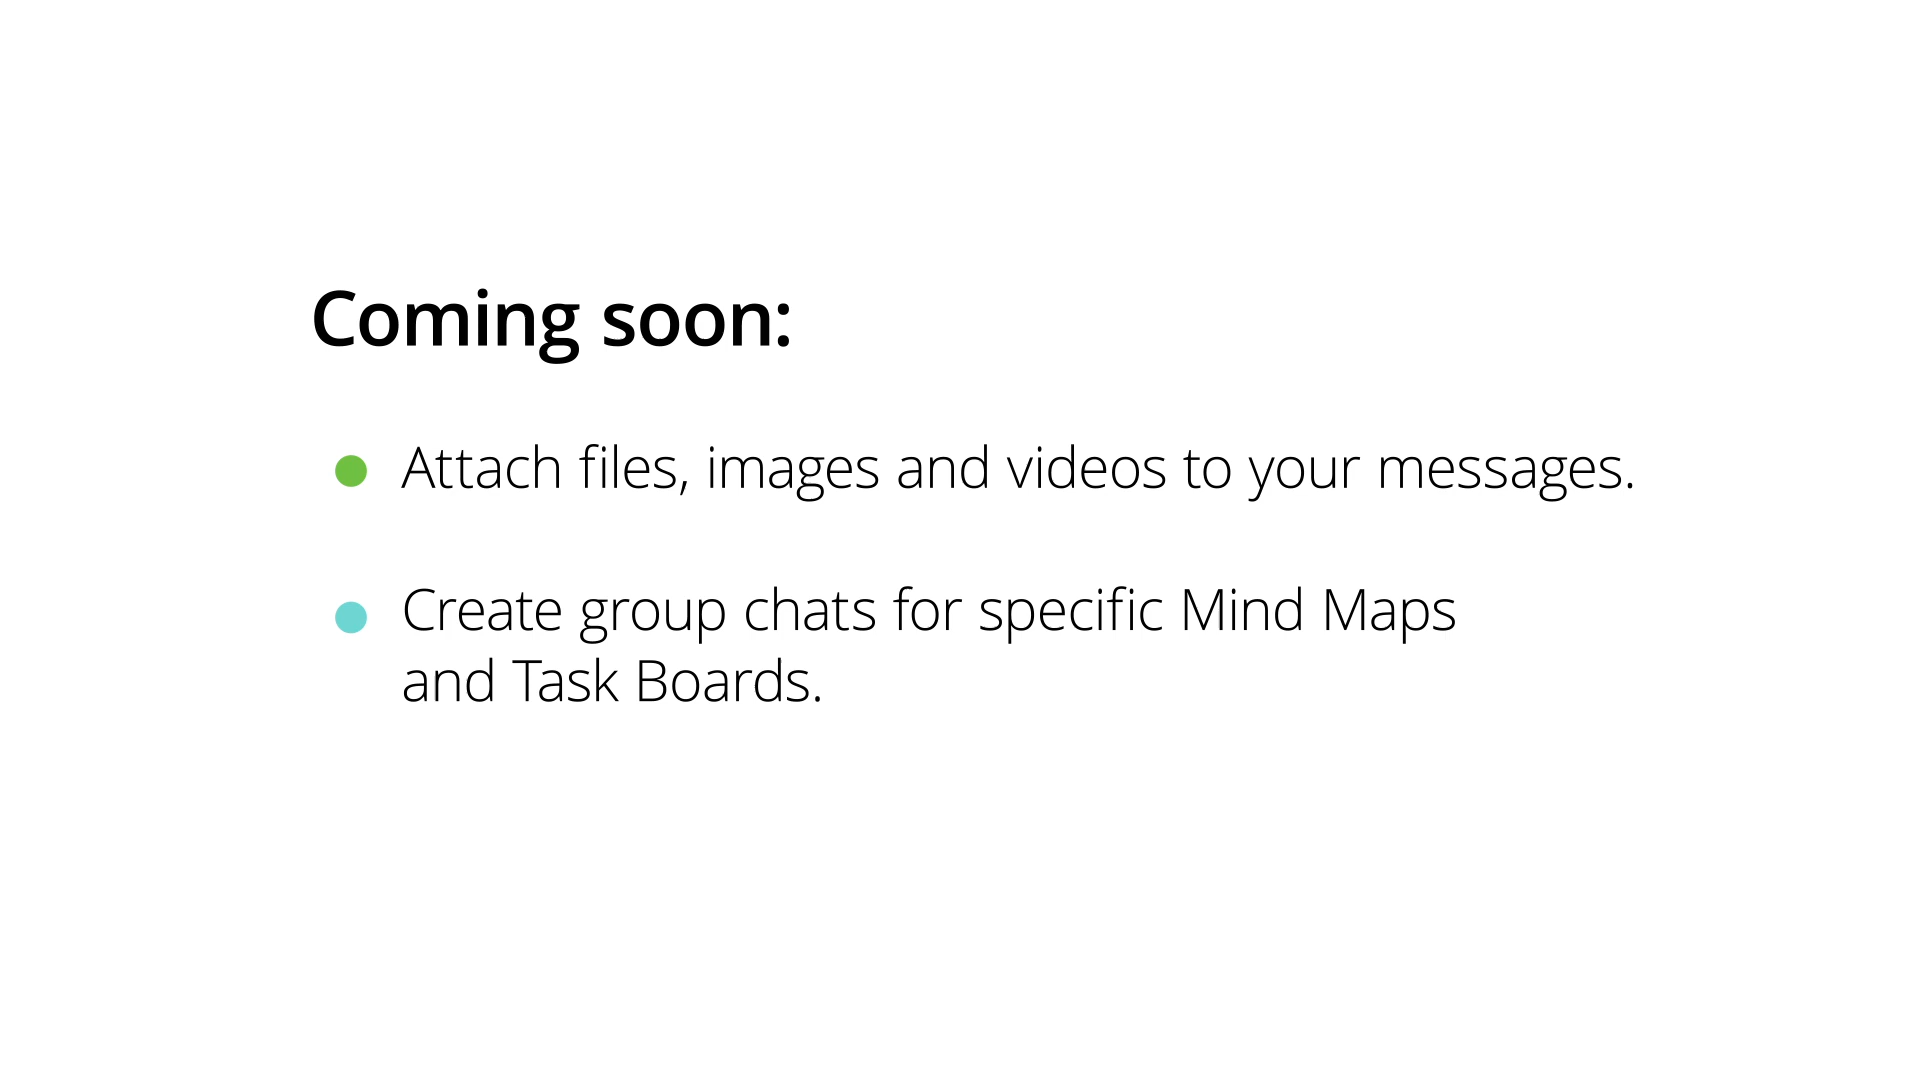 Coming soon:
Attach files, images and videos to your messages.
Create group chats for specific Mind Maps
and Task Boards.